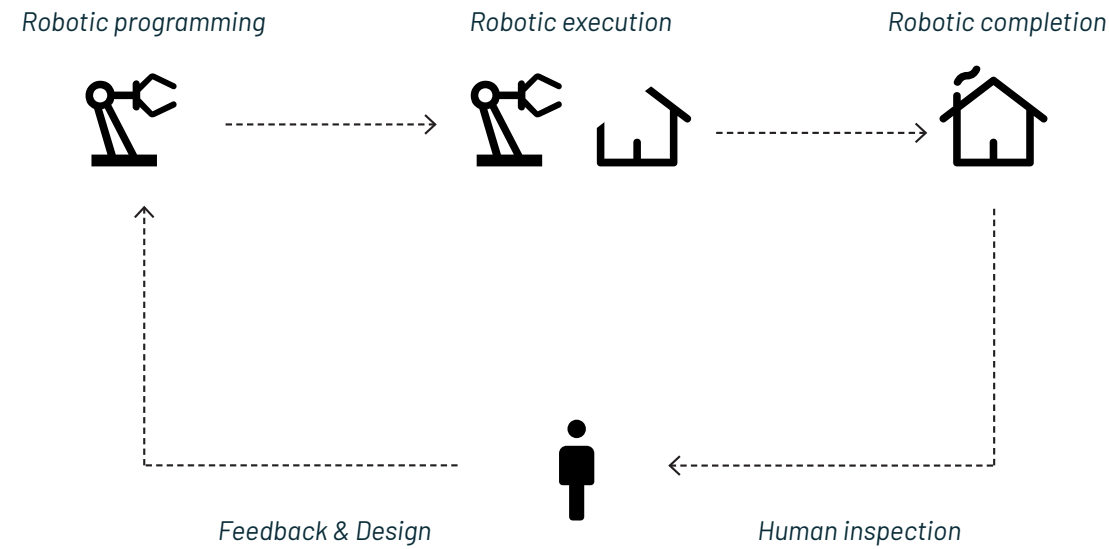 Robotic programming
Robotic execution
Robotic completion
Feedback & Design
Human inspection